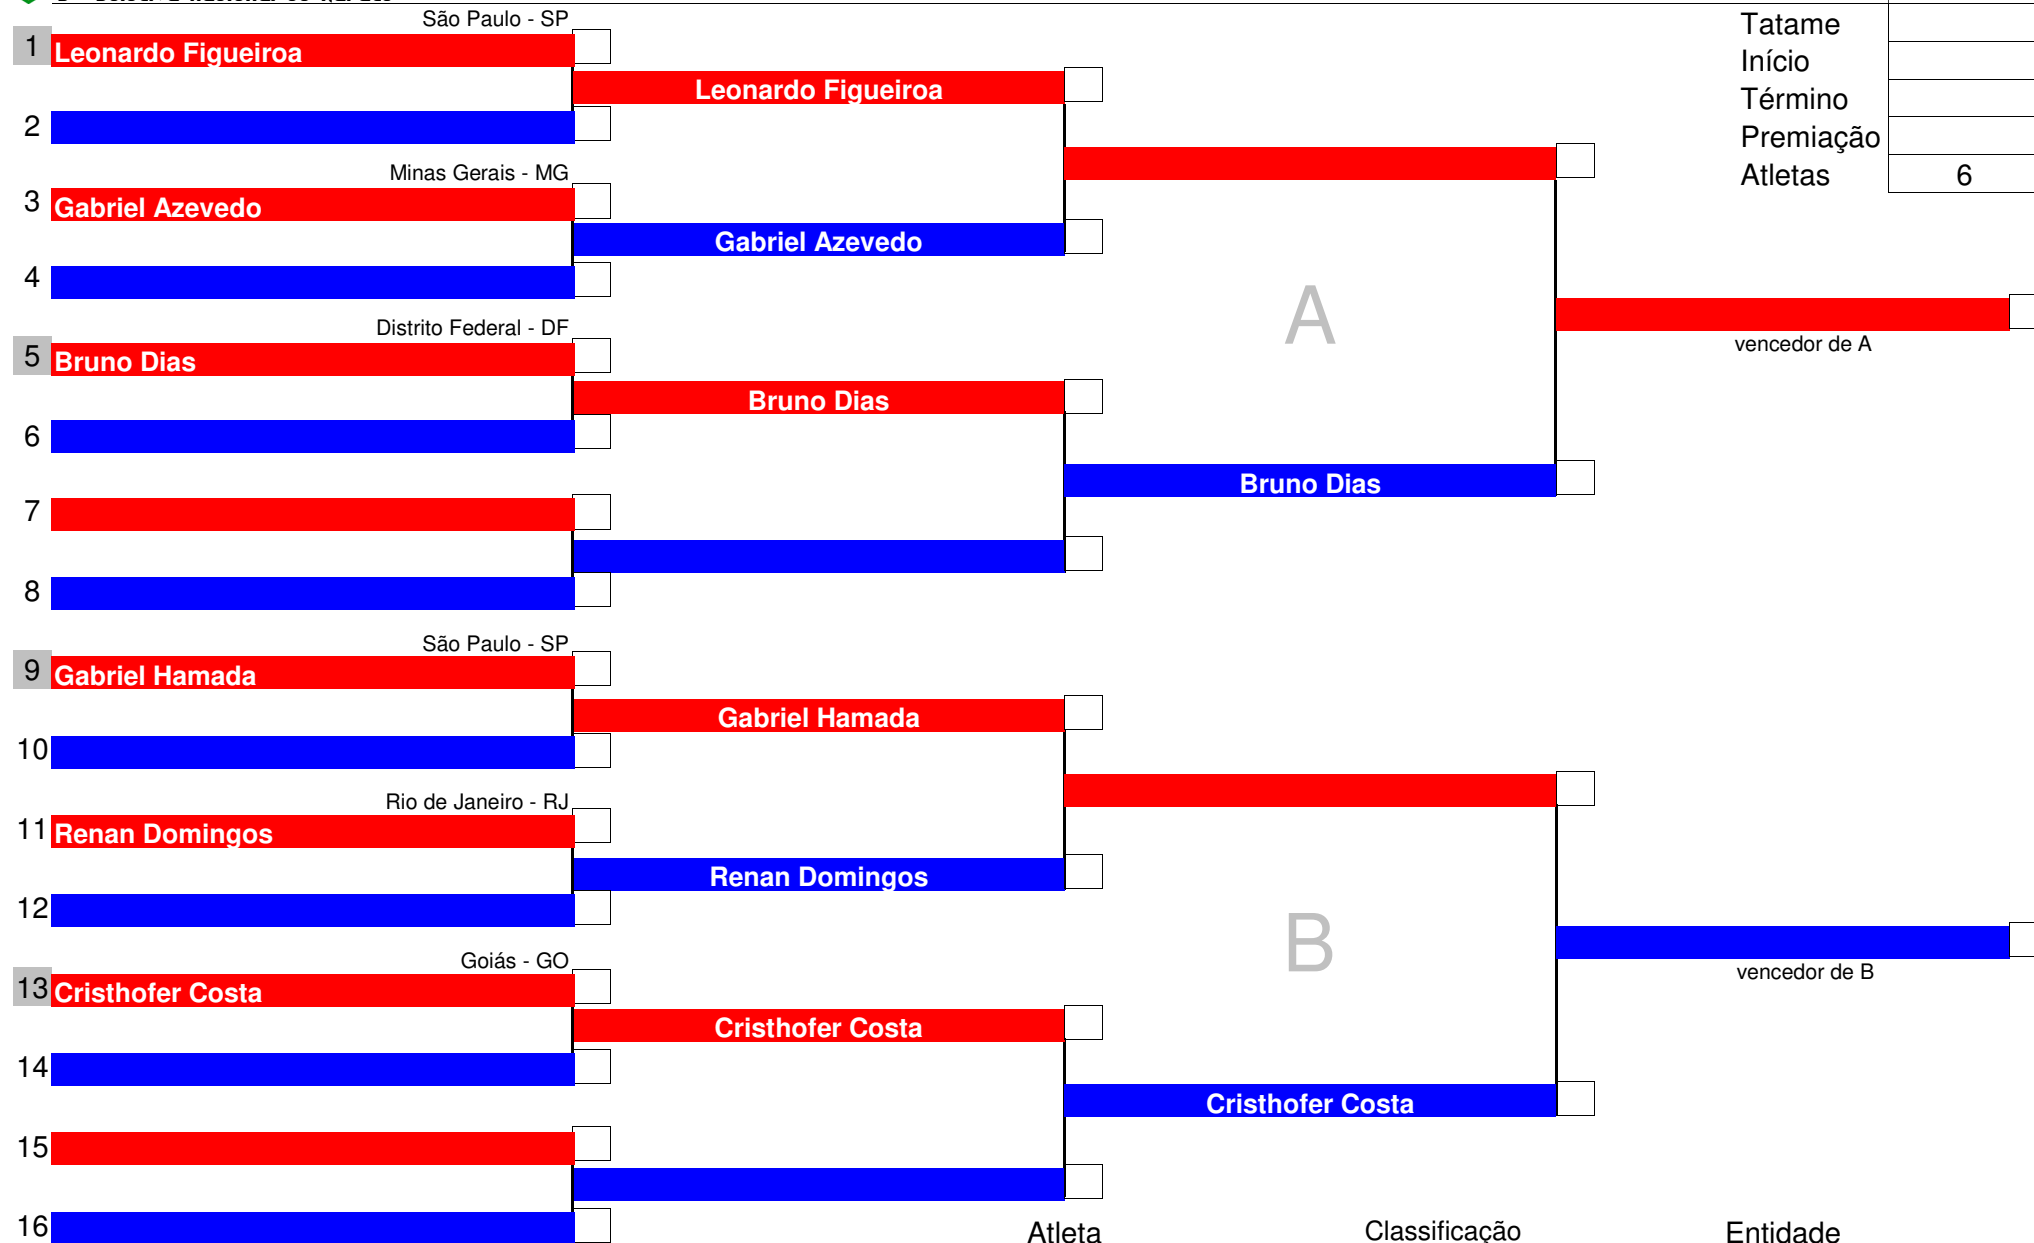 São Paulo - SP
1 Leonardo Figueiroa
Leonardo Figueiroa
2
Minas Gerais - MG
3 Gabriel Azevedo
Gabriel Azevedo
4
Distrito Federal - DF
5 Bruno Dias
Bruno Dias
6
Bruno Dias
7
8
São Paulo - SP
9 Gabriel Hamada
Gabriel Hamada
10
Rio de Janeiro - RJ
11 Renan Domingos
Renan Domingos
12
Goiás - GO
13 Cristhofer Costa
Cristhofer Costa
14
Cristhofer Costa
15
16
A
vencedor de A
B
vencedor de B
Tatame
Início
Término
Premiação
Atletas 6
Atleta Classificação Entidade